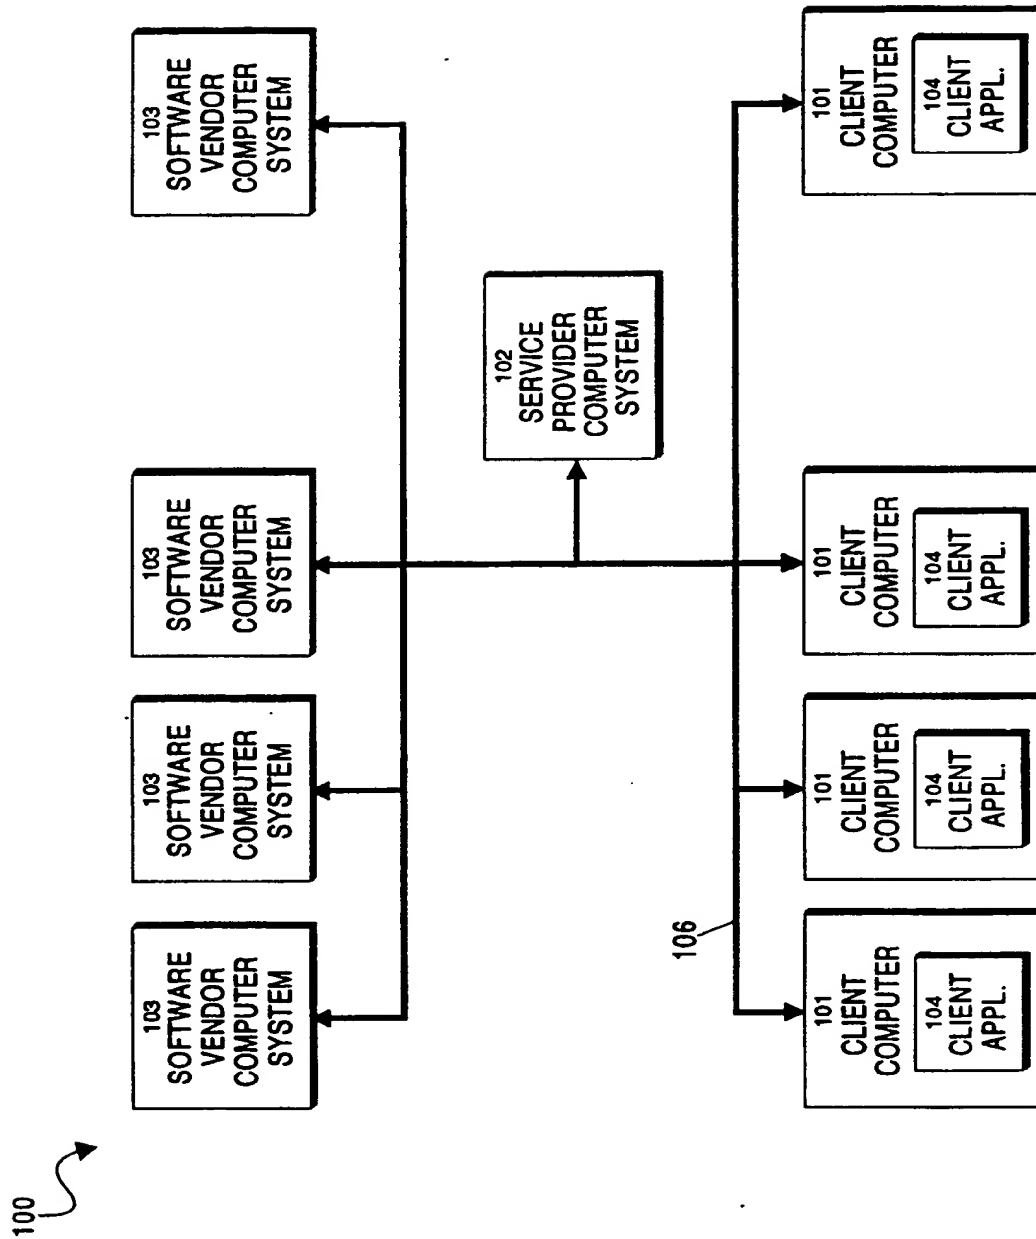 100
103
SOFTWARE
VENDOR
COMPUTER
SYSTEM
103
SOFTWARE
VENDOR
COMPUTER
SYSTEM
103
SOFTWARE
VENDOR
COMPUTER
SYSTEM
103
SOFTWARE
VENDOR
COMPUTER
SYSTEM
102
SERVICE
PROVIDER
COMPUTER
SYSTEM
106
101
CLIENT
COMPUTER
104
CLIENT
APPL.
101
CLIENT
COMPUTER
104
CLIENT
APPL.
101
CLIENT
COMPUTER
104
CLIENT
APPL.
101
CLIENT
COMPUTER
104
CLIENT
APPL.